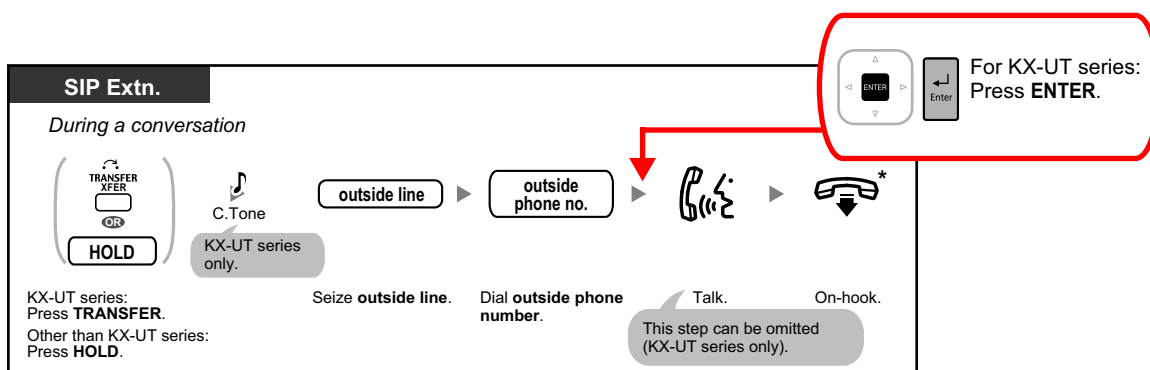 For KX-UT series:
Press ENTER.
ENTER
Enter
SIP Extn.
During a conversation
TRANSFER
XFER
OR
HOLD
C.Tone
KX-UT series
only.
outside line
outside
phone no.
*
KX-UT series:
Press TRANSFER.
Other than KX-UT series:
Press HOLD.
Seize outside line.
Dial outside phone
number.
Talk.
This step can be omitted
(KX-UT series only).
On-hook.